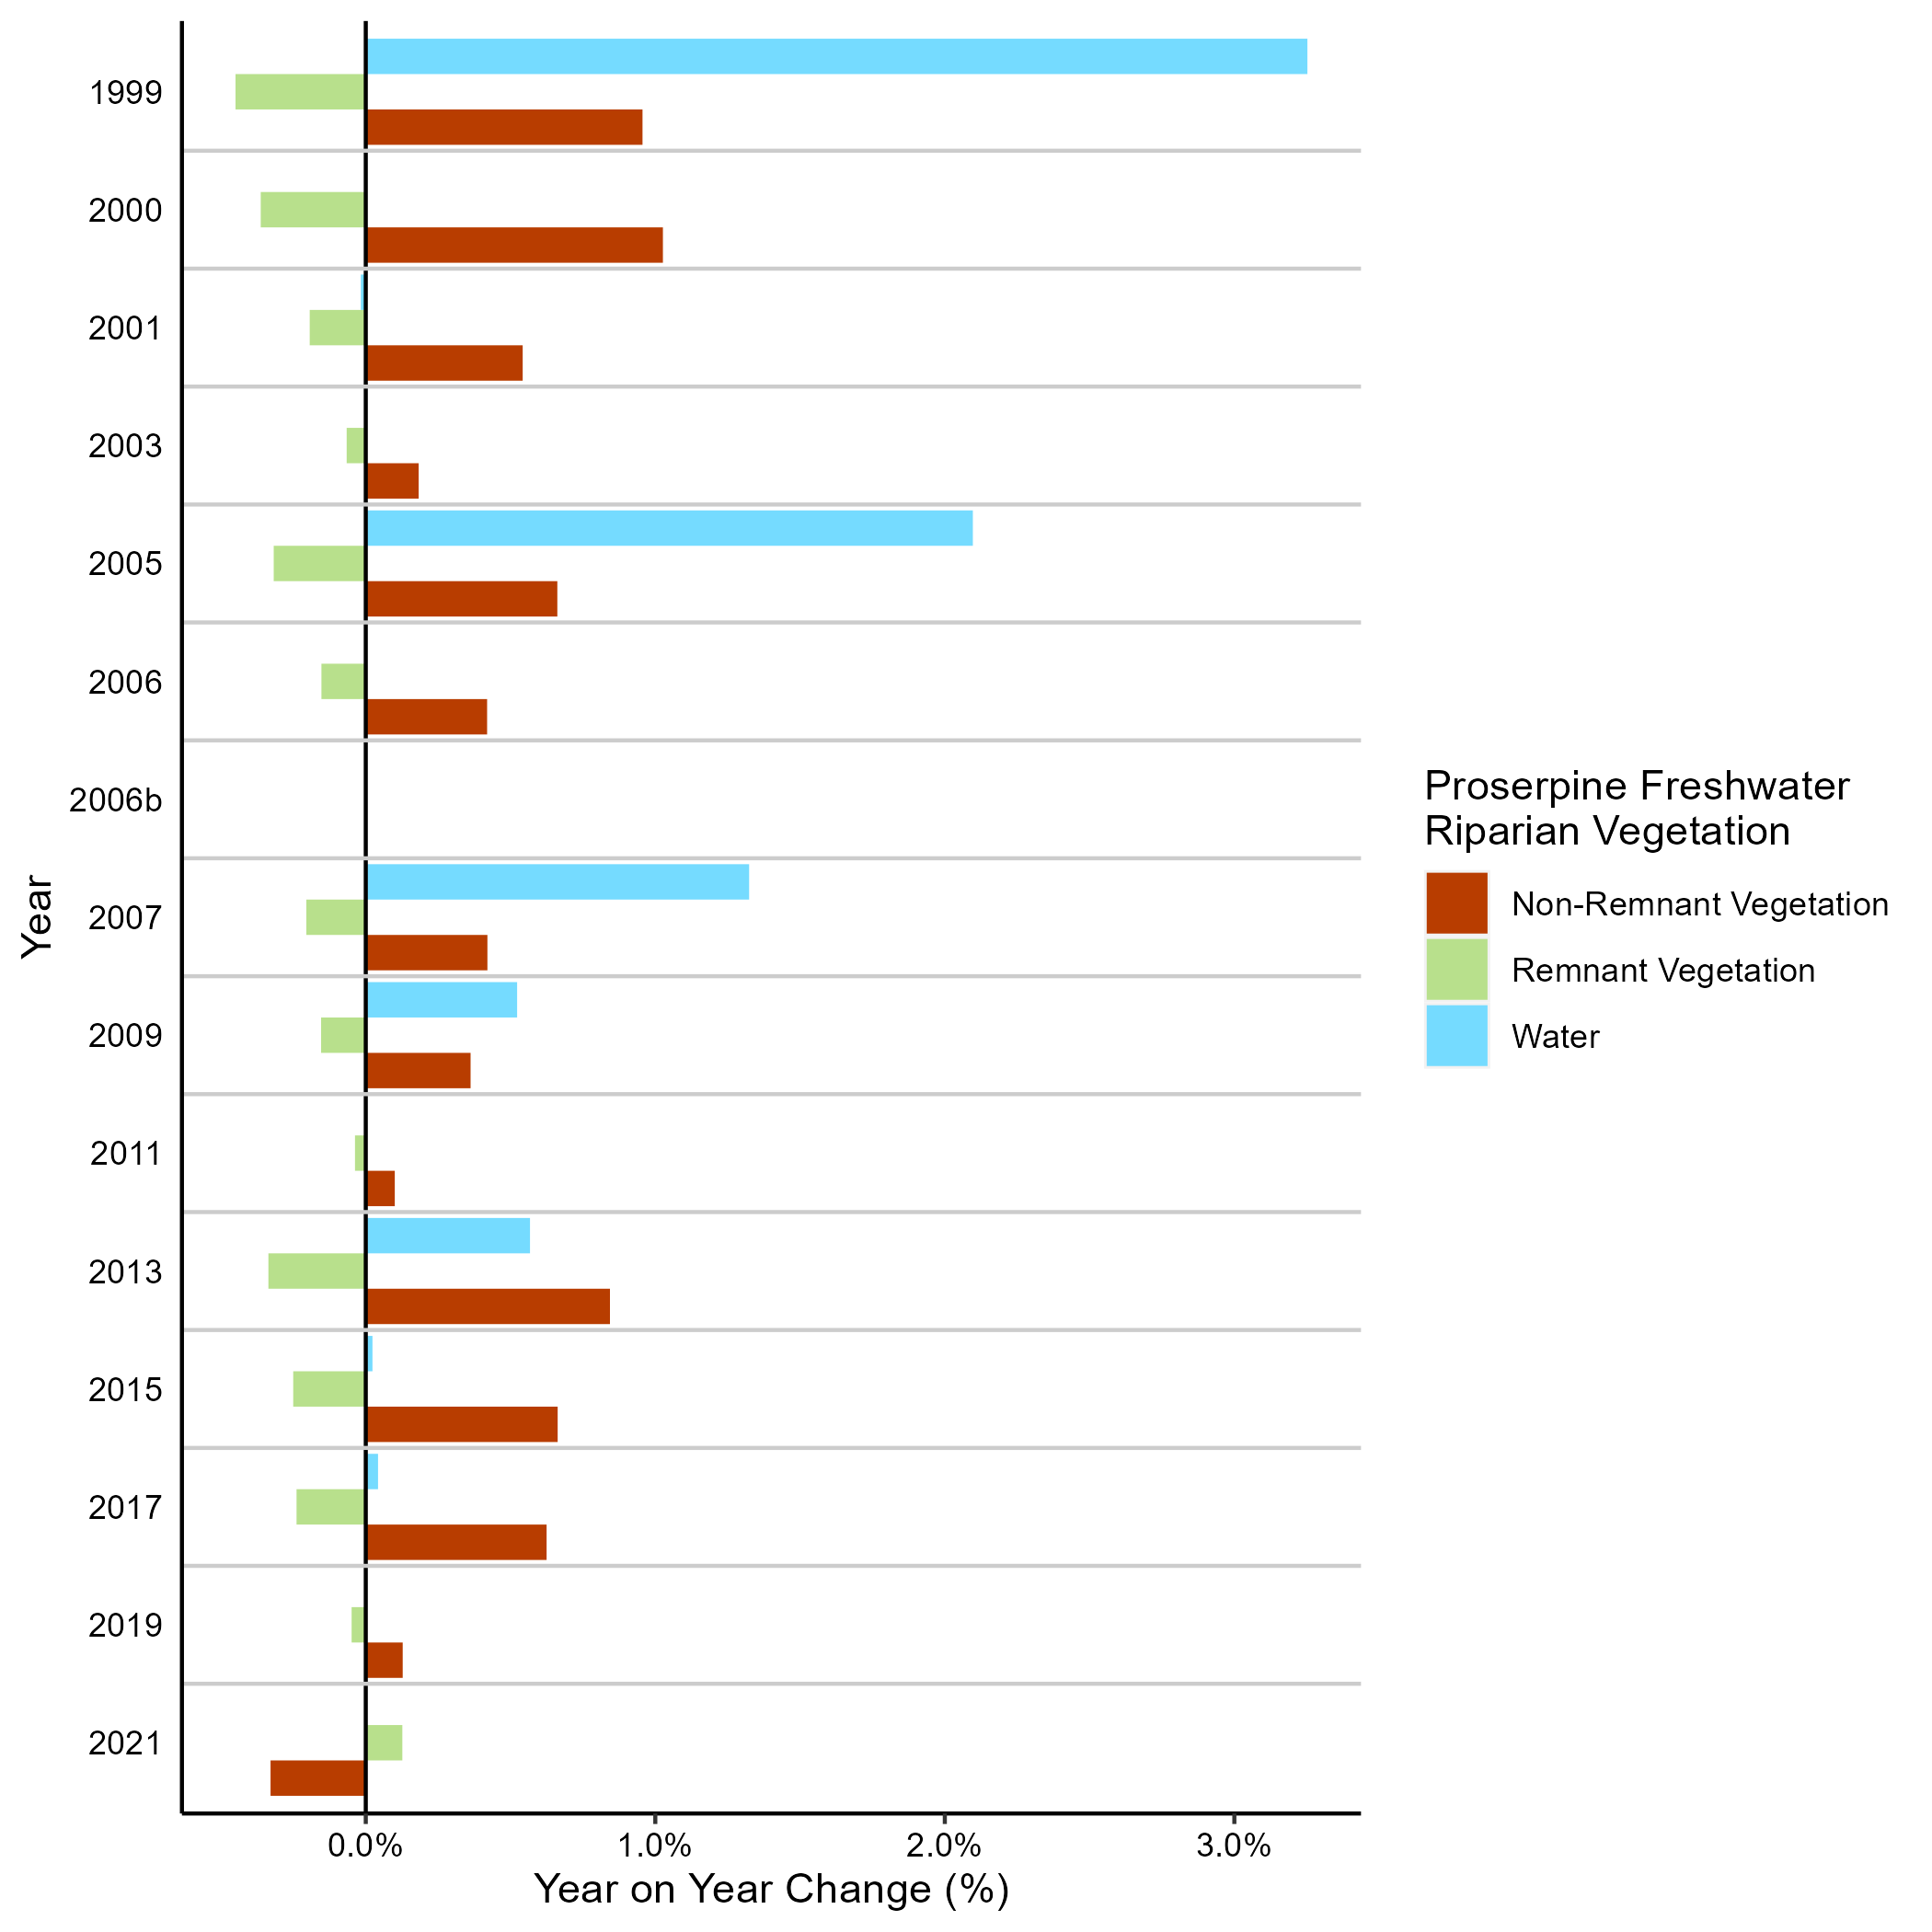 1999
2000
2001
2003
2005
2006
2006b
2007
2009
2011
2013
2015
2017
2019
2021
Year
0.0% 1.0% 2.0% 3.0%
Year on Year Change (%)
Proserpine Freshwater
Riparian Vegetation
Non-Remnant Vegetation
Remnant Vegetation
Water